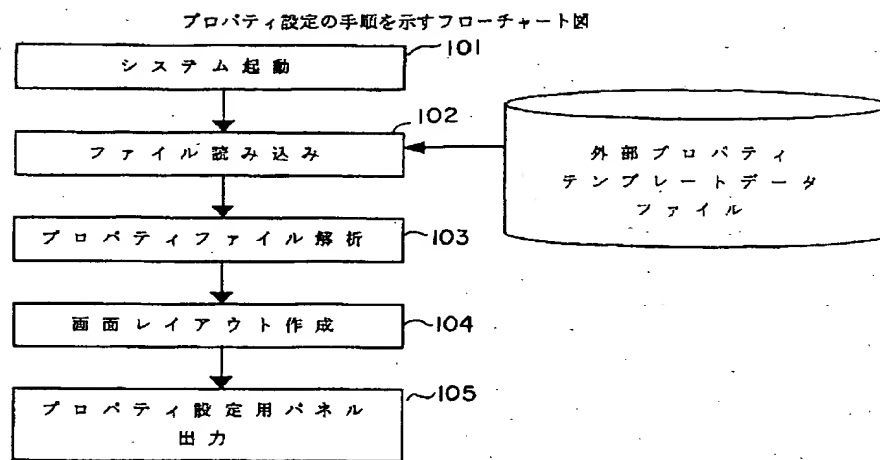 プロパティ設定の手順を示すフローチャート図
101
システム起動
102
ファイル読み込み
外部プロパティ
テンプレートデータ
ファイル
プロパティファイル解析
103
画面レイアウト作成
104
プロパティ設定用パネル
出力
105